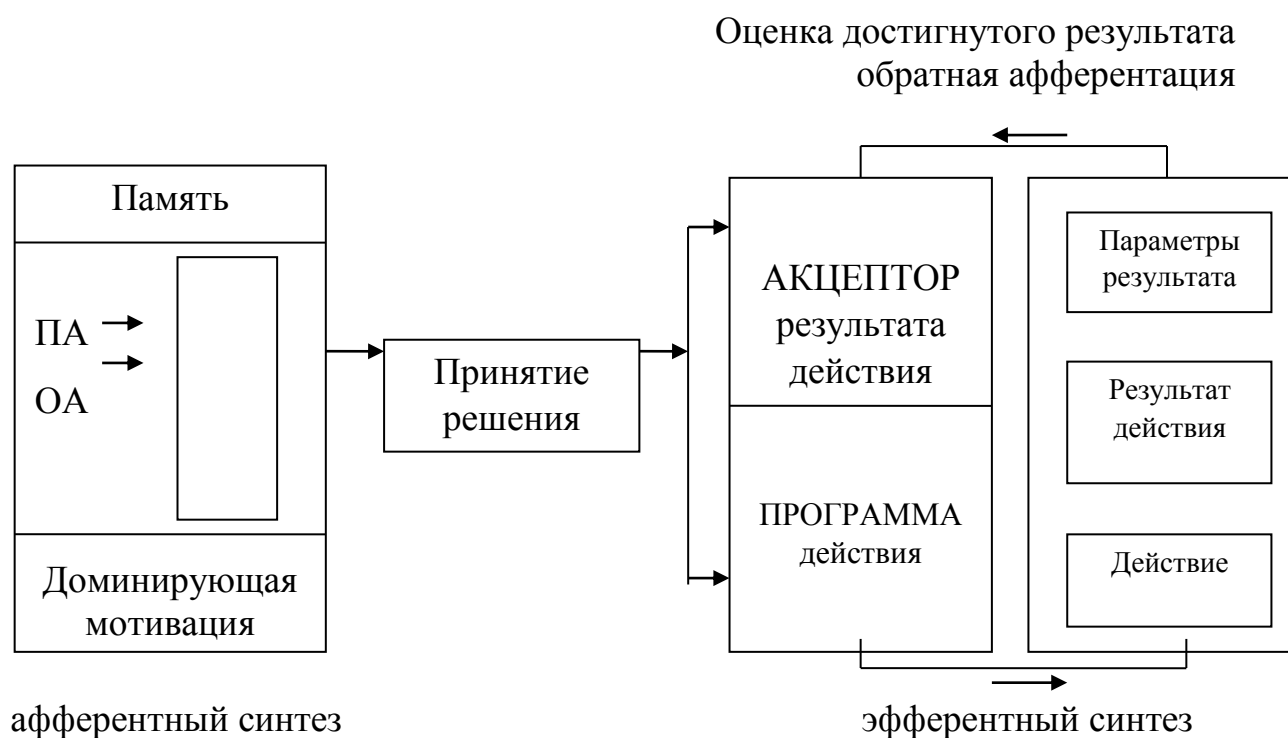 Оценка достигнутого результата
обратная афферентация
Память
ПА
ОА
Доминирующая
мотивация
Принятие
решения
АКЦЕПТОР
результата
действия
ПРОГРАММА
действия
Параметры
результата
Результат
действия
Действие
афферентный синтез
эфферентный синтез